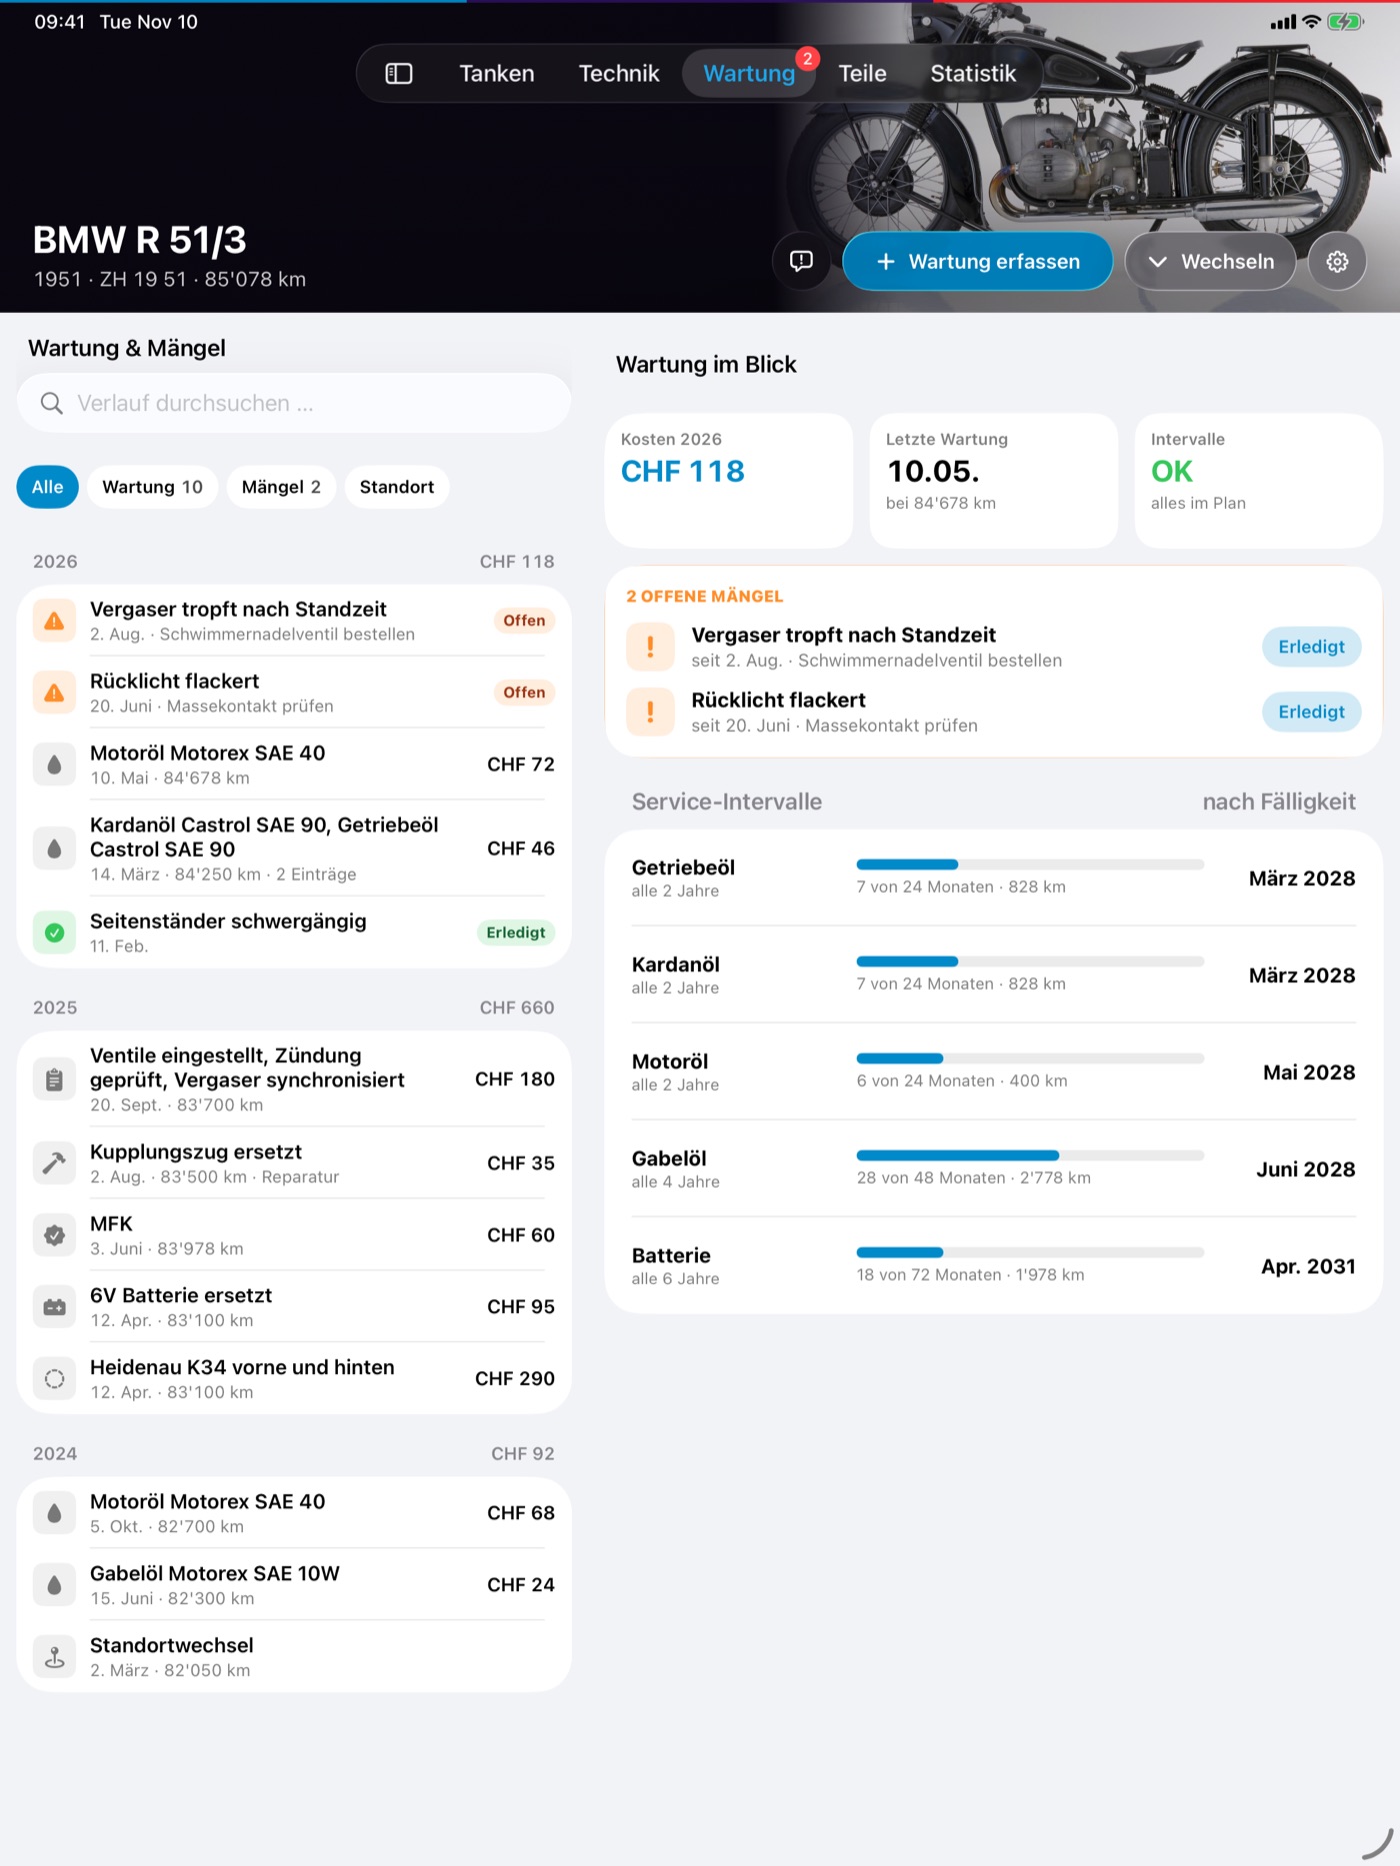 09:41 Tue Nov 10
Tanken Technik Wartung 2 Teile Statistik
BMW R 51/3
1951 · ZH 19 51 · 85'078 km
+ Wartung erfassen
Wechseln
Wartung & Mängel
Verlauf durchsuchen ...
Alle Wartung 10 Mängel 2 Standort
2026 CHF 118
Vergaser tropft nach Standzeit
2. Aug. · Schwimmernadelventil bestellen
Offen
Rücklicht flackert
20. Juni · Massekontakt prüfen
Offen
Motoröl Motorex SAE 40
10. Mai · 84'678 km
CHF 72
Kardanöl Castrol SAE 90, Getriebeöl
Castrol SAE 90
14. März · 84'250 km · 2 Einträge
CHF 46
Seitenständer schwergängig
11. Feb.
Erledigt
2025 CHF 660
Ventile eingestellt, Zündung
geprüft, Vergaser synchronisiert
20. Sept. · 83'700 km
CHF 180
Kupplungszug ersetzt
2. Aug. · 83'500 km · Reparatur
CHF 35
MFK
3. Juni · 83'978 km
CHF 60
6V Batterie ersetzt
12. Apr. · 83'100 km
CHF 95
Heidenau K34 vorne und hinten
12. Apr. · 83'100 km
CHF 290
2024 CHF 92
Motoröl Motorex SAE 40
5. Okt. · 82'700 km
CHF 68
Gabelöl Motorex SAE 10W
15. Juni · 82'300 km
CHF 24
Standortwechsel
2. März · 82'050 km
Wartung im Blick
Kosten 2026
CHF 118
Letzte Wartung
10.05.
bei 84'678 km
Intervalle
OK
alles im Plan
2 OFFENE MÄNGEL
Vergaser tropft nach Standzeit
seit 2. Aug. · Schwimmernadelventil bestellen
Erledigt
Rücklicht flackert
seit 20. Juni · Massekontakt prüfen
Erledigt
Service-Intervalle nach Fälligkeit
Getriebeöl
alle 2 Jahre
7 von 24 Monaten · 828 km
März 2028
Kardanöl
alle 2 Jahre
7 von 24 Monaten · 828 km
März 2028
Motoröl
alle 2 Jahre
6 von 24 Monaten · 400 km
Mai 2028
Gabelöl
alle 4 Jahre
28 von 48 Monaten · 2'778 km
Juni 2028
Batterie
alle 6 Jahre
18 von 72 Monaten · 1'978 km
Apr. 2031